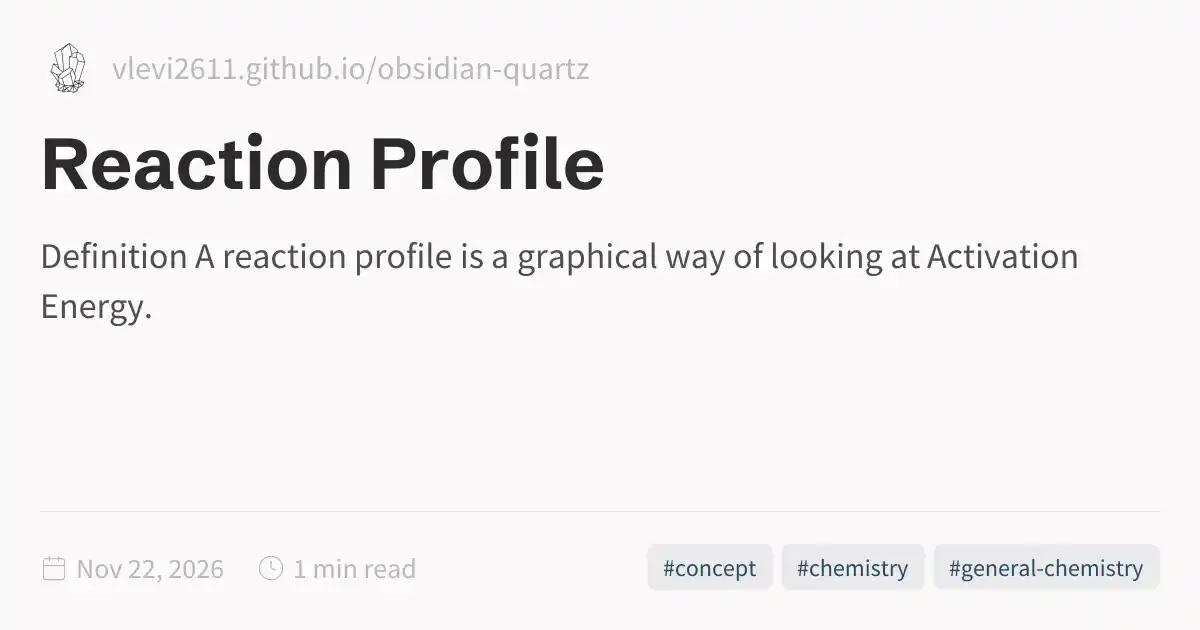 vlevi2611.github.io/obsidian-quartz
Reaction Profile
Definition A reaction profile is a graphical way of looking at Activation
Energy.
Nov 22, 2026 1 min read #concept #chemistry #general-chemistry